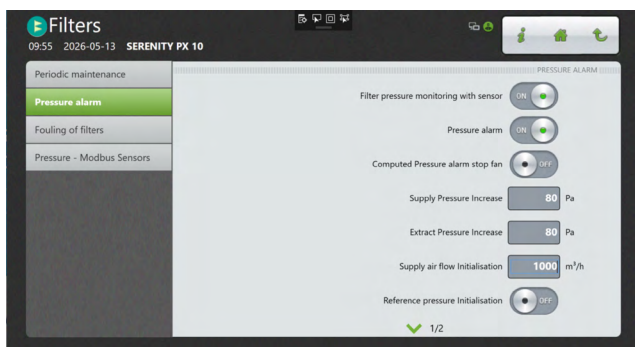 Filters
09:55 2026-05-13 SERENITY PX 10
Periodic maintenance
Pressure alarm
Fouling of filters
Pressure - Modbus Sensors
PRESSURE ALARM
Filter pressure monitoring with sensor ON
Pressure alarm ON
Computed Pressure alarm stop fan OFF
Supply Pressure Increase 80 Pa
Extract Pressure Increase 80 Pa
Supply air flow Initialisation 1000 m³/h
Reference pressure Initialisation OFF
1/2